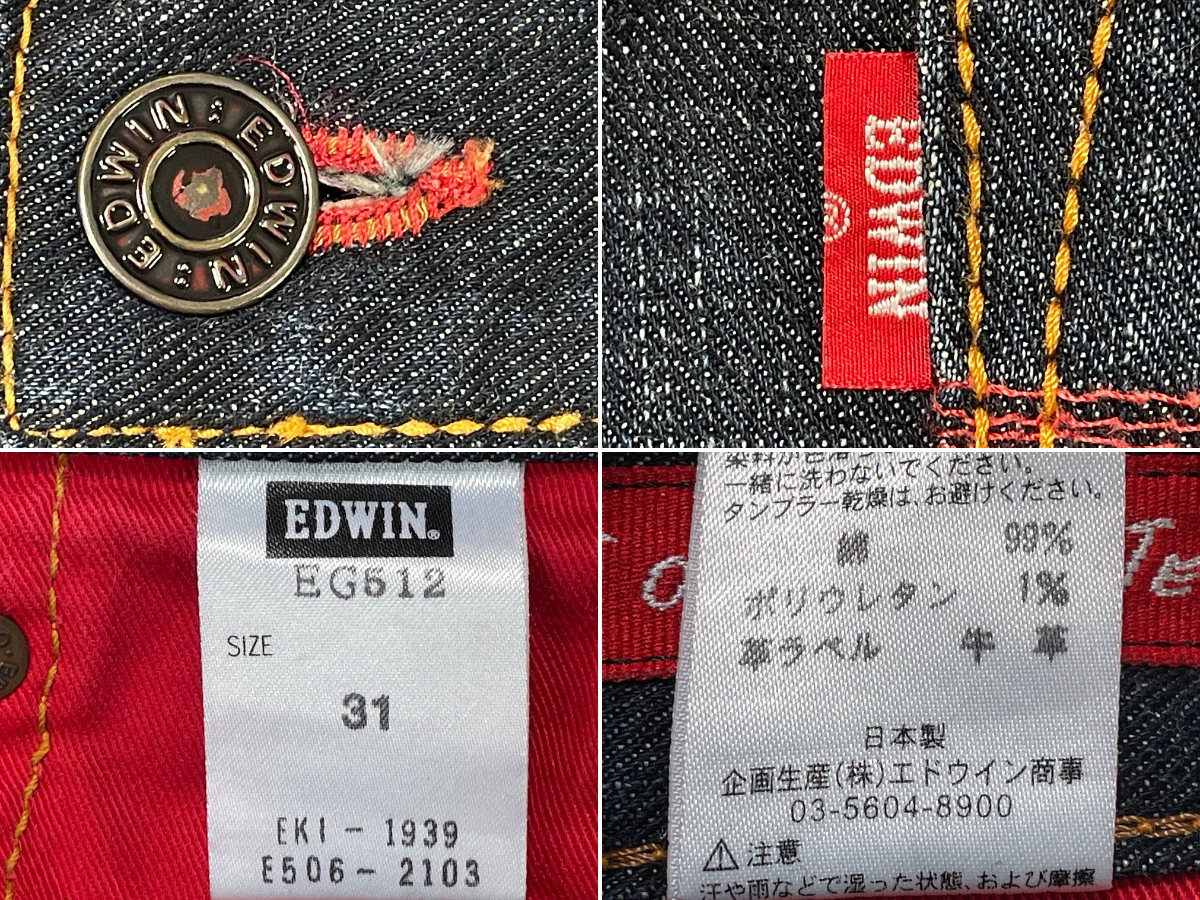 EDWIN : EDWIN :
EDWIN
®
EDWIN®
EG512
SIZE
31
EKI - 1939
E506 - 2103
一緒に洗わないでください。
タンブラー乾燥は、お避けください。
綿 99%
ポリウレタン 1%
革ラベル 牛革
日本製
企画生産(株)エドウイン商事
03-5604-8900
⚠注意
汗や雨などで湿った状態、および摩擦